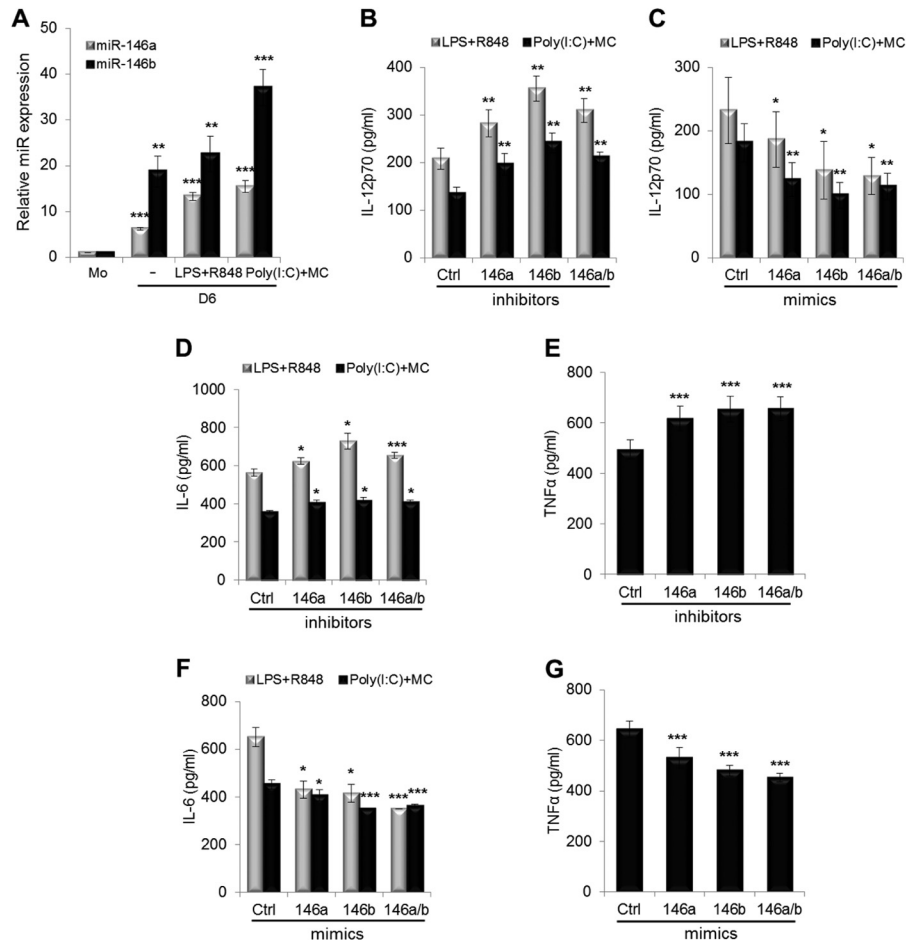 A
B
C
miR-146a
miR-146b
LPS+R848 Poly(I:C)+MC
LPS+R848 Poly(I:C)+MC
Relative miR expression
50
40
30
20
10
0
*** ** *** ** *** ***
Mo – LPS+R848 Poly(I:C)+MC
D6
IL-12p70 (pg/ml)
400
300
200
100
0
** ** ** ** ** **
Ctrl 146a 146b 146a/b
inhibitors
IL-12p70 (pg/ml)
300
200
100
0
* ** * ** * **
Ctrl 146a 146b 146a/b
mimics
D
LPS+R848 Poly(I:C)+MC
IL-6 (pg/ml)
1000
800
600
400
200
0
* * * * *** *
Ctrl 146a 146b 146a/b
inhibitors
E
TNFα (pg/ml)
800
600
400
200
0
*** *** ***
Ctrl 146a 146b 146a/b
inhibitors
F
LPS+R848 Poly(I:C)+MC
IL-6 (pg/ml)
800
600
400
200
0
* * * *** *** ***
Ctrl 146a 146b 146a/b
mimics
G
TNFα (pg/ml)
800
600
400
200
0
*** *** ***
Ctrl 146a 146b 146a/b
mimics